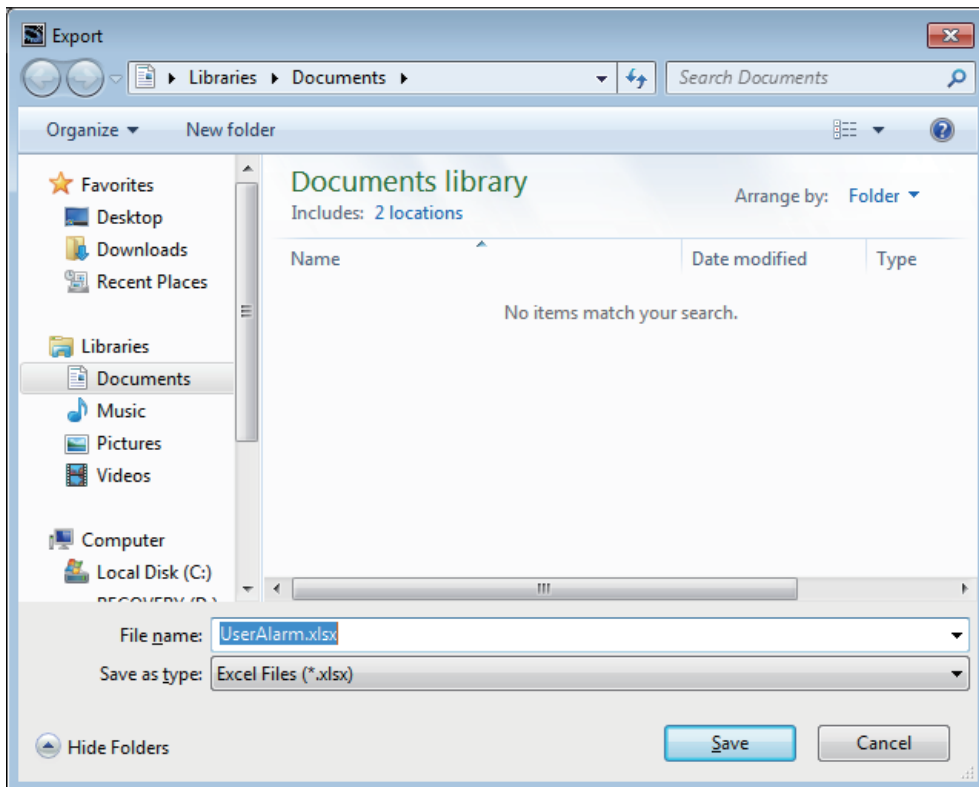 Export
Libraries Documents
Search Documents
Organize New folder
Favorites
Desktop
Downloads
Recent Places
Libraries
Documents
Music
Pictures
Videos
Computer
Local Disk (C:)
RECOVERY (D:)
Documents library
Includes: 2 locations
Arrange by: Folder
Name Date modified Type
No items match your search.
File name: UserAlarm.xlsx
Save as type: Excel Files (*.xlsx)
Hide Folders
Save Cancel